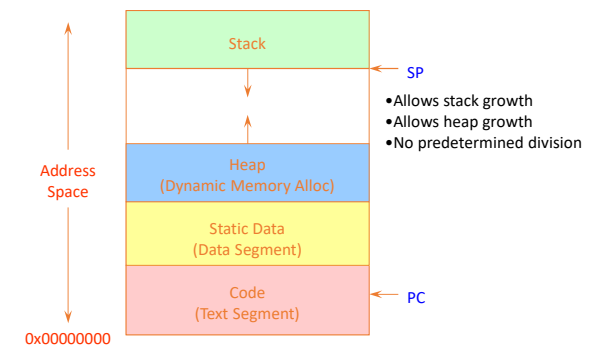 Stack
SP
•Allows stack growth
•Allows heap growth
•No predetermined division
Address
Space
Heap
(Dynamic Memory Alloc)
Static Data
(Data Segment)
Code
(Text Segment)
PC
0x00000000